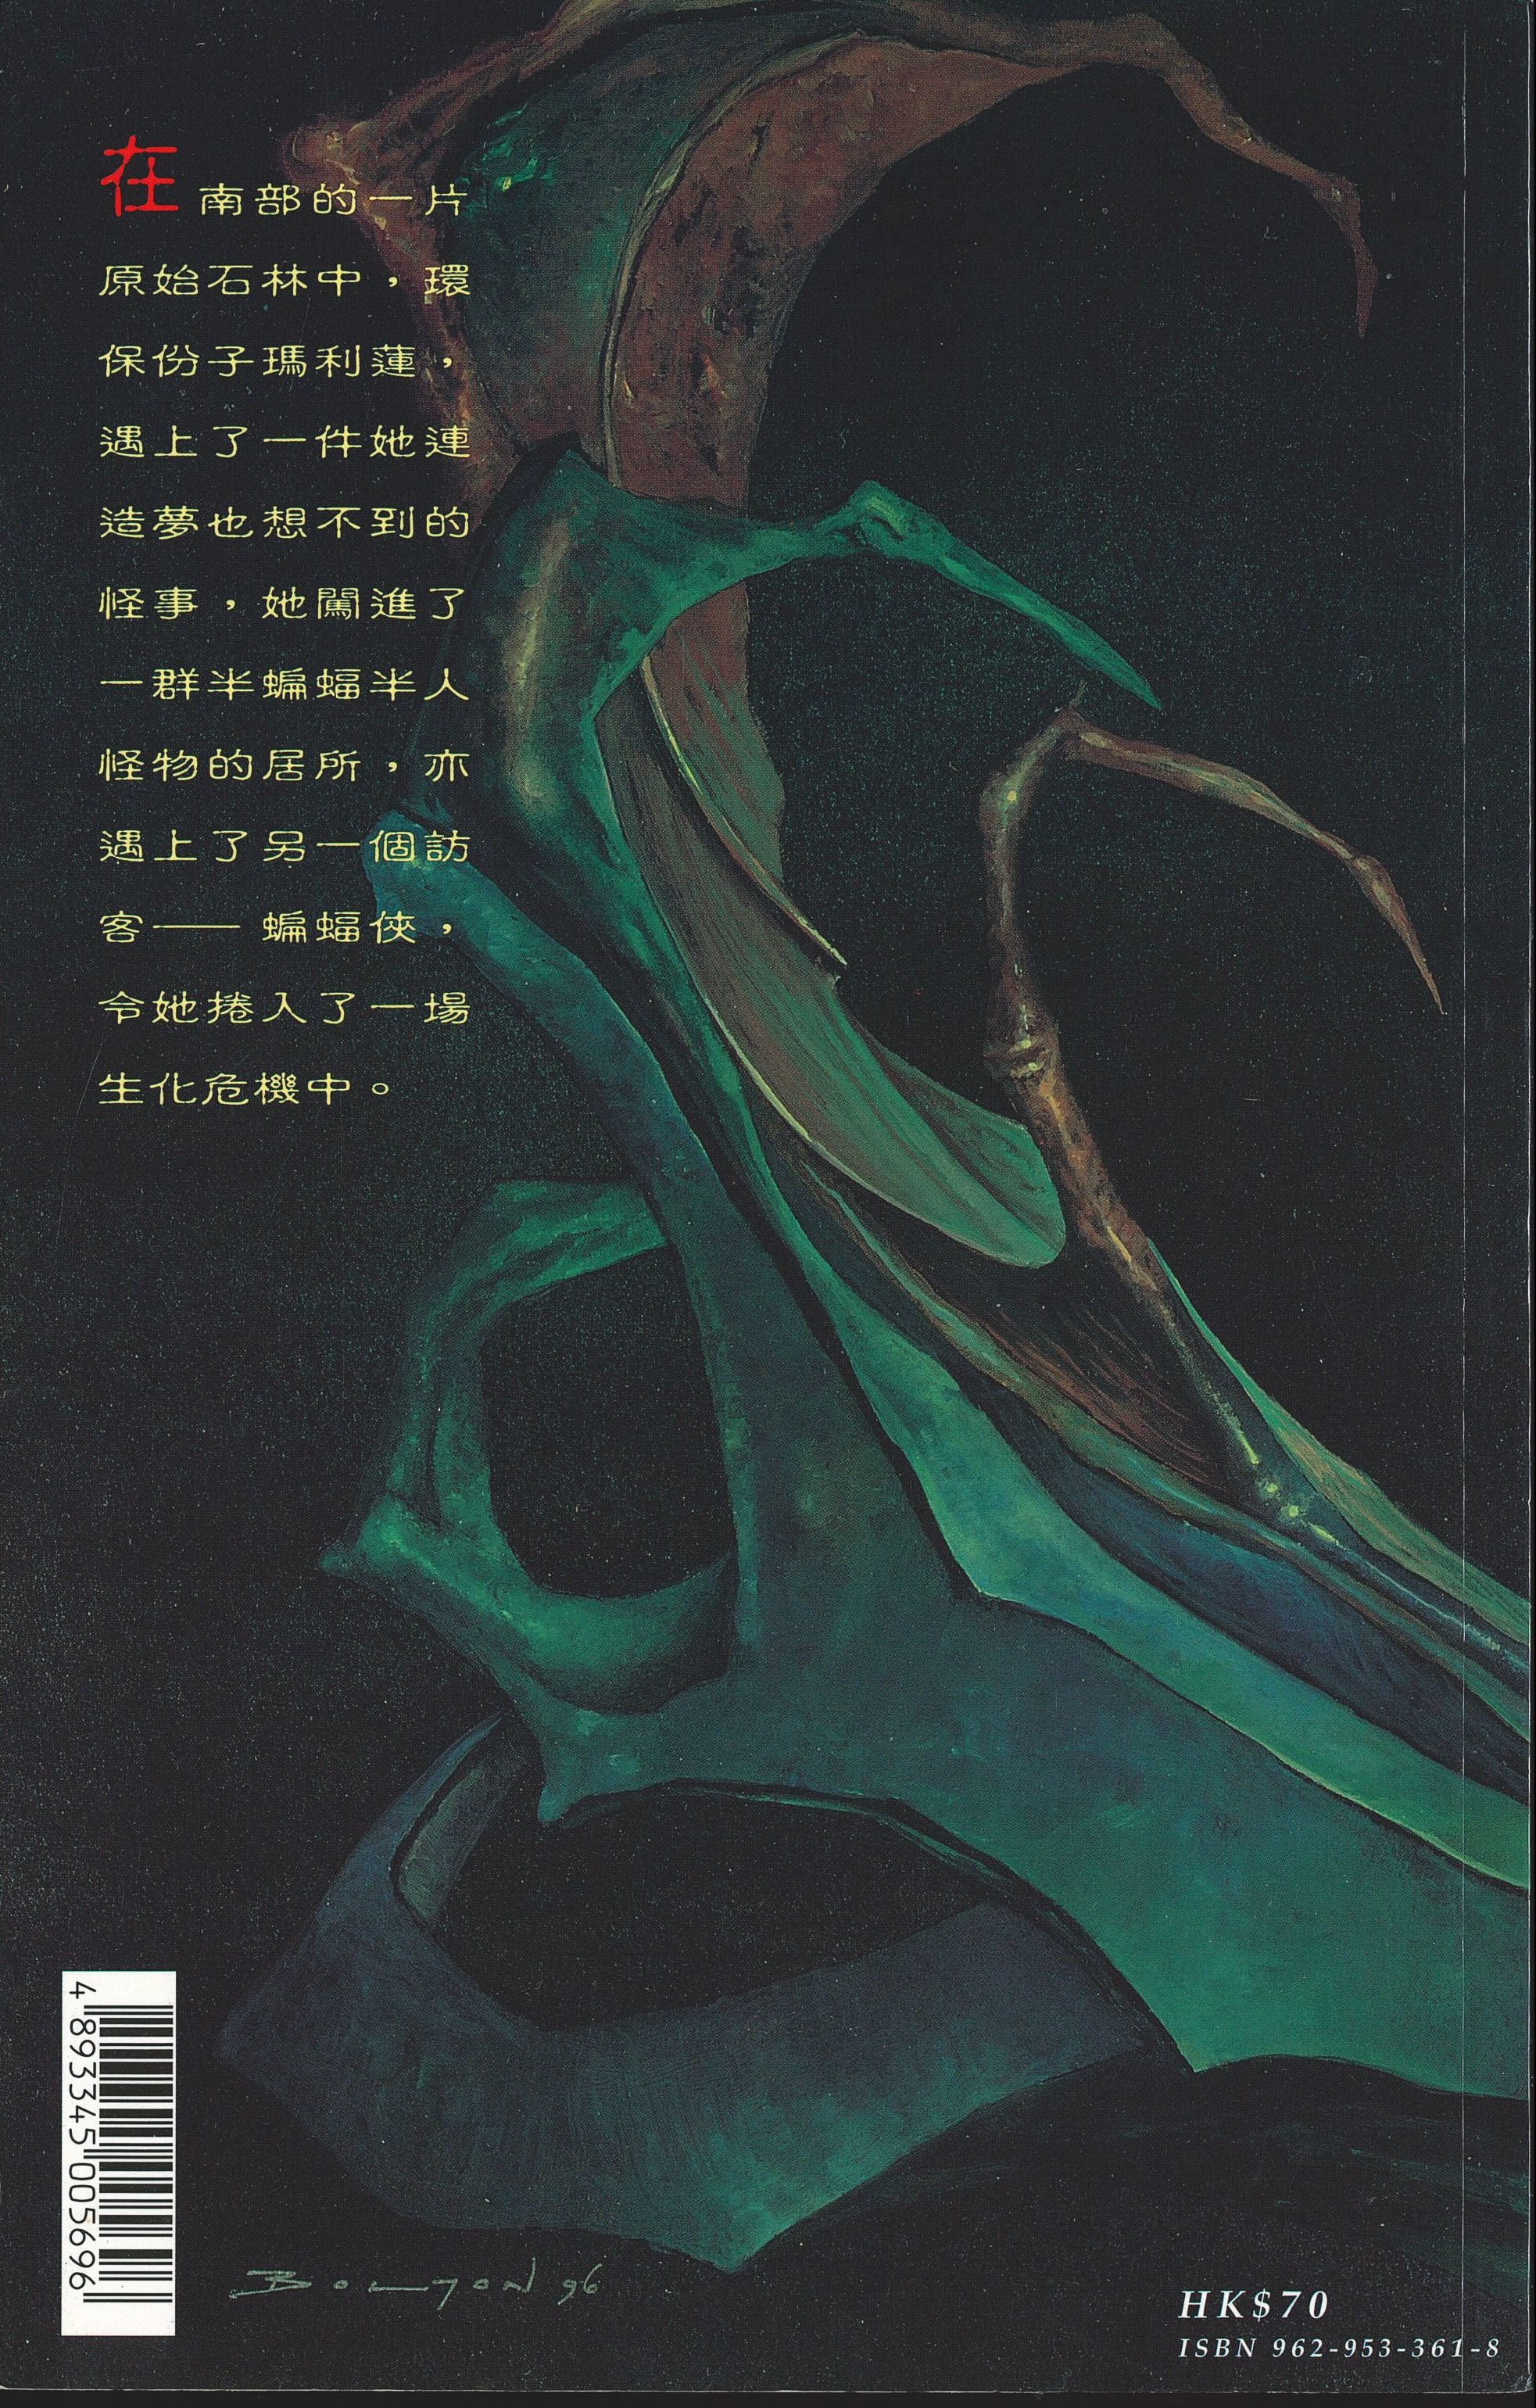 在南部的一片
原始石林中，環
保份子瑪利蓮，
遇上了一件她連
造夢也想不到的
怪事，她闖進了
一群半蝙蝠半人
怪物的居所，亦
遇上了另一個訪
客——蝙蝠俠，
令她捲入了一場
生化危機中。
4 893345 005696
HK$70
ISBN 962-953-361-8